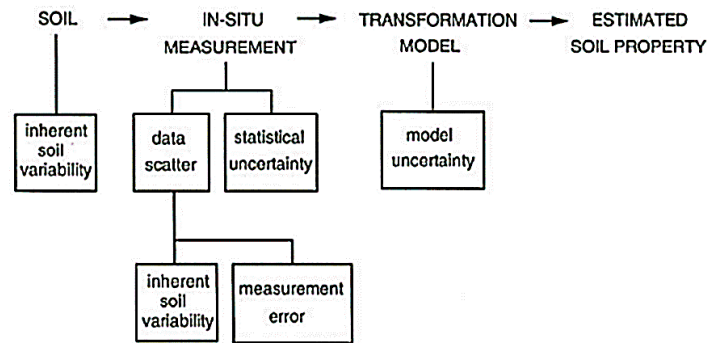 SOIL
IN-SITU
MEASUREMENT
TRANSFORMATION
MODEL
ESTIMATED
SOIL PROPERTY
inherent
soil
variability
data
scatter
statistical
uncertainty
model
uncertainty
inherent
soil
variability
measurement
error